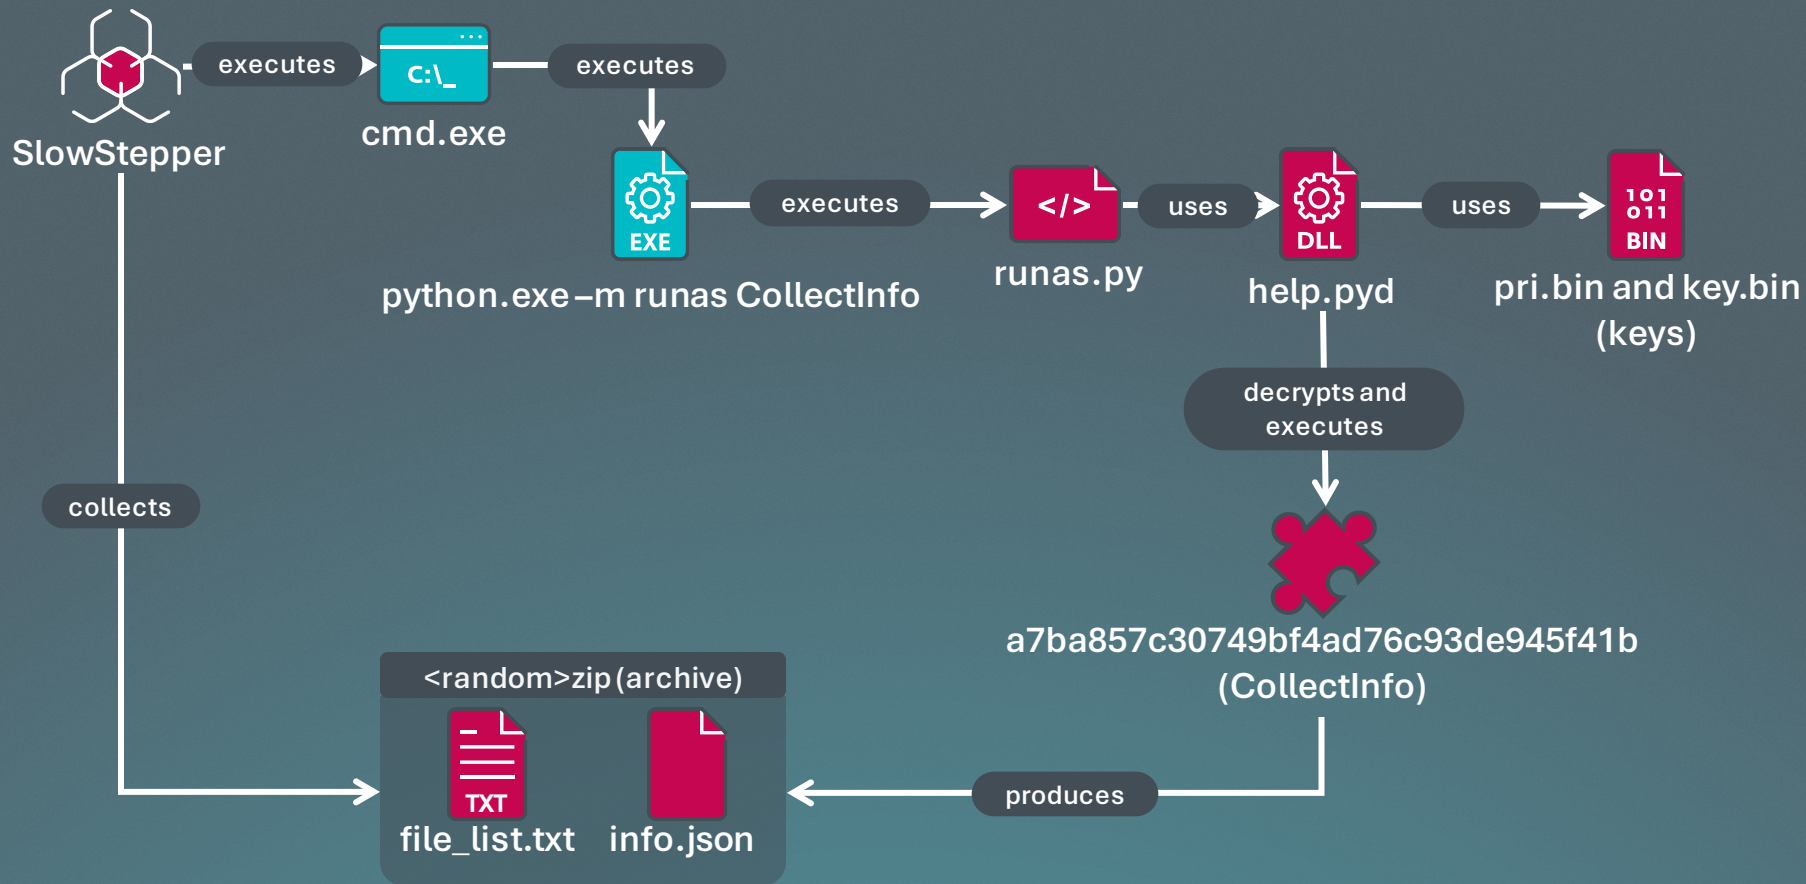 executes
C:\_
executes
cmd.exe
SlowStepper
EXE
executes
</>
uses
DLL
uses
101
011
BIN
python.exe –m runas CollectInfo
runas.py
help.pyd
pri.bin and key.bin
(keys)
decrypts and
executes
collects
a7ba857c30749bf4ad76c93de945f41b
(CollectInfo)
<random>zip (archive)
TXT
file_list.txt
info.json
produces